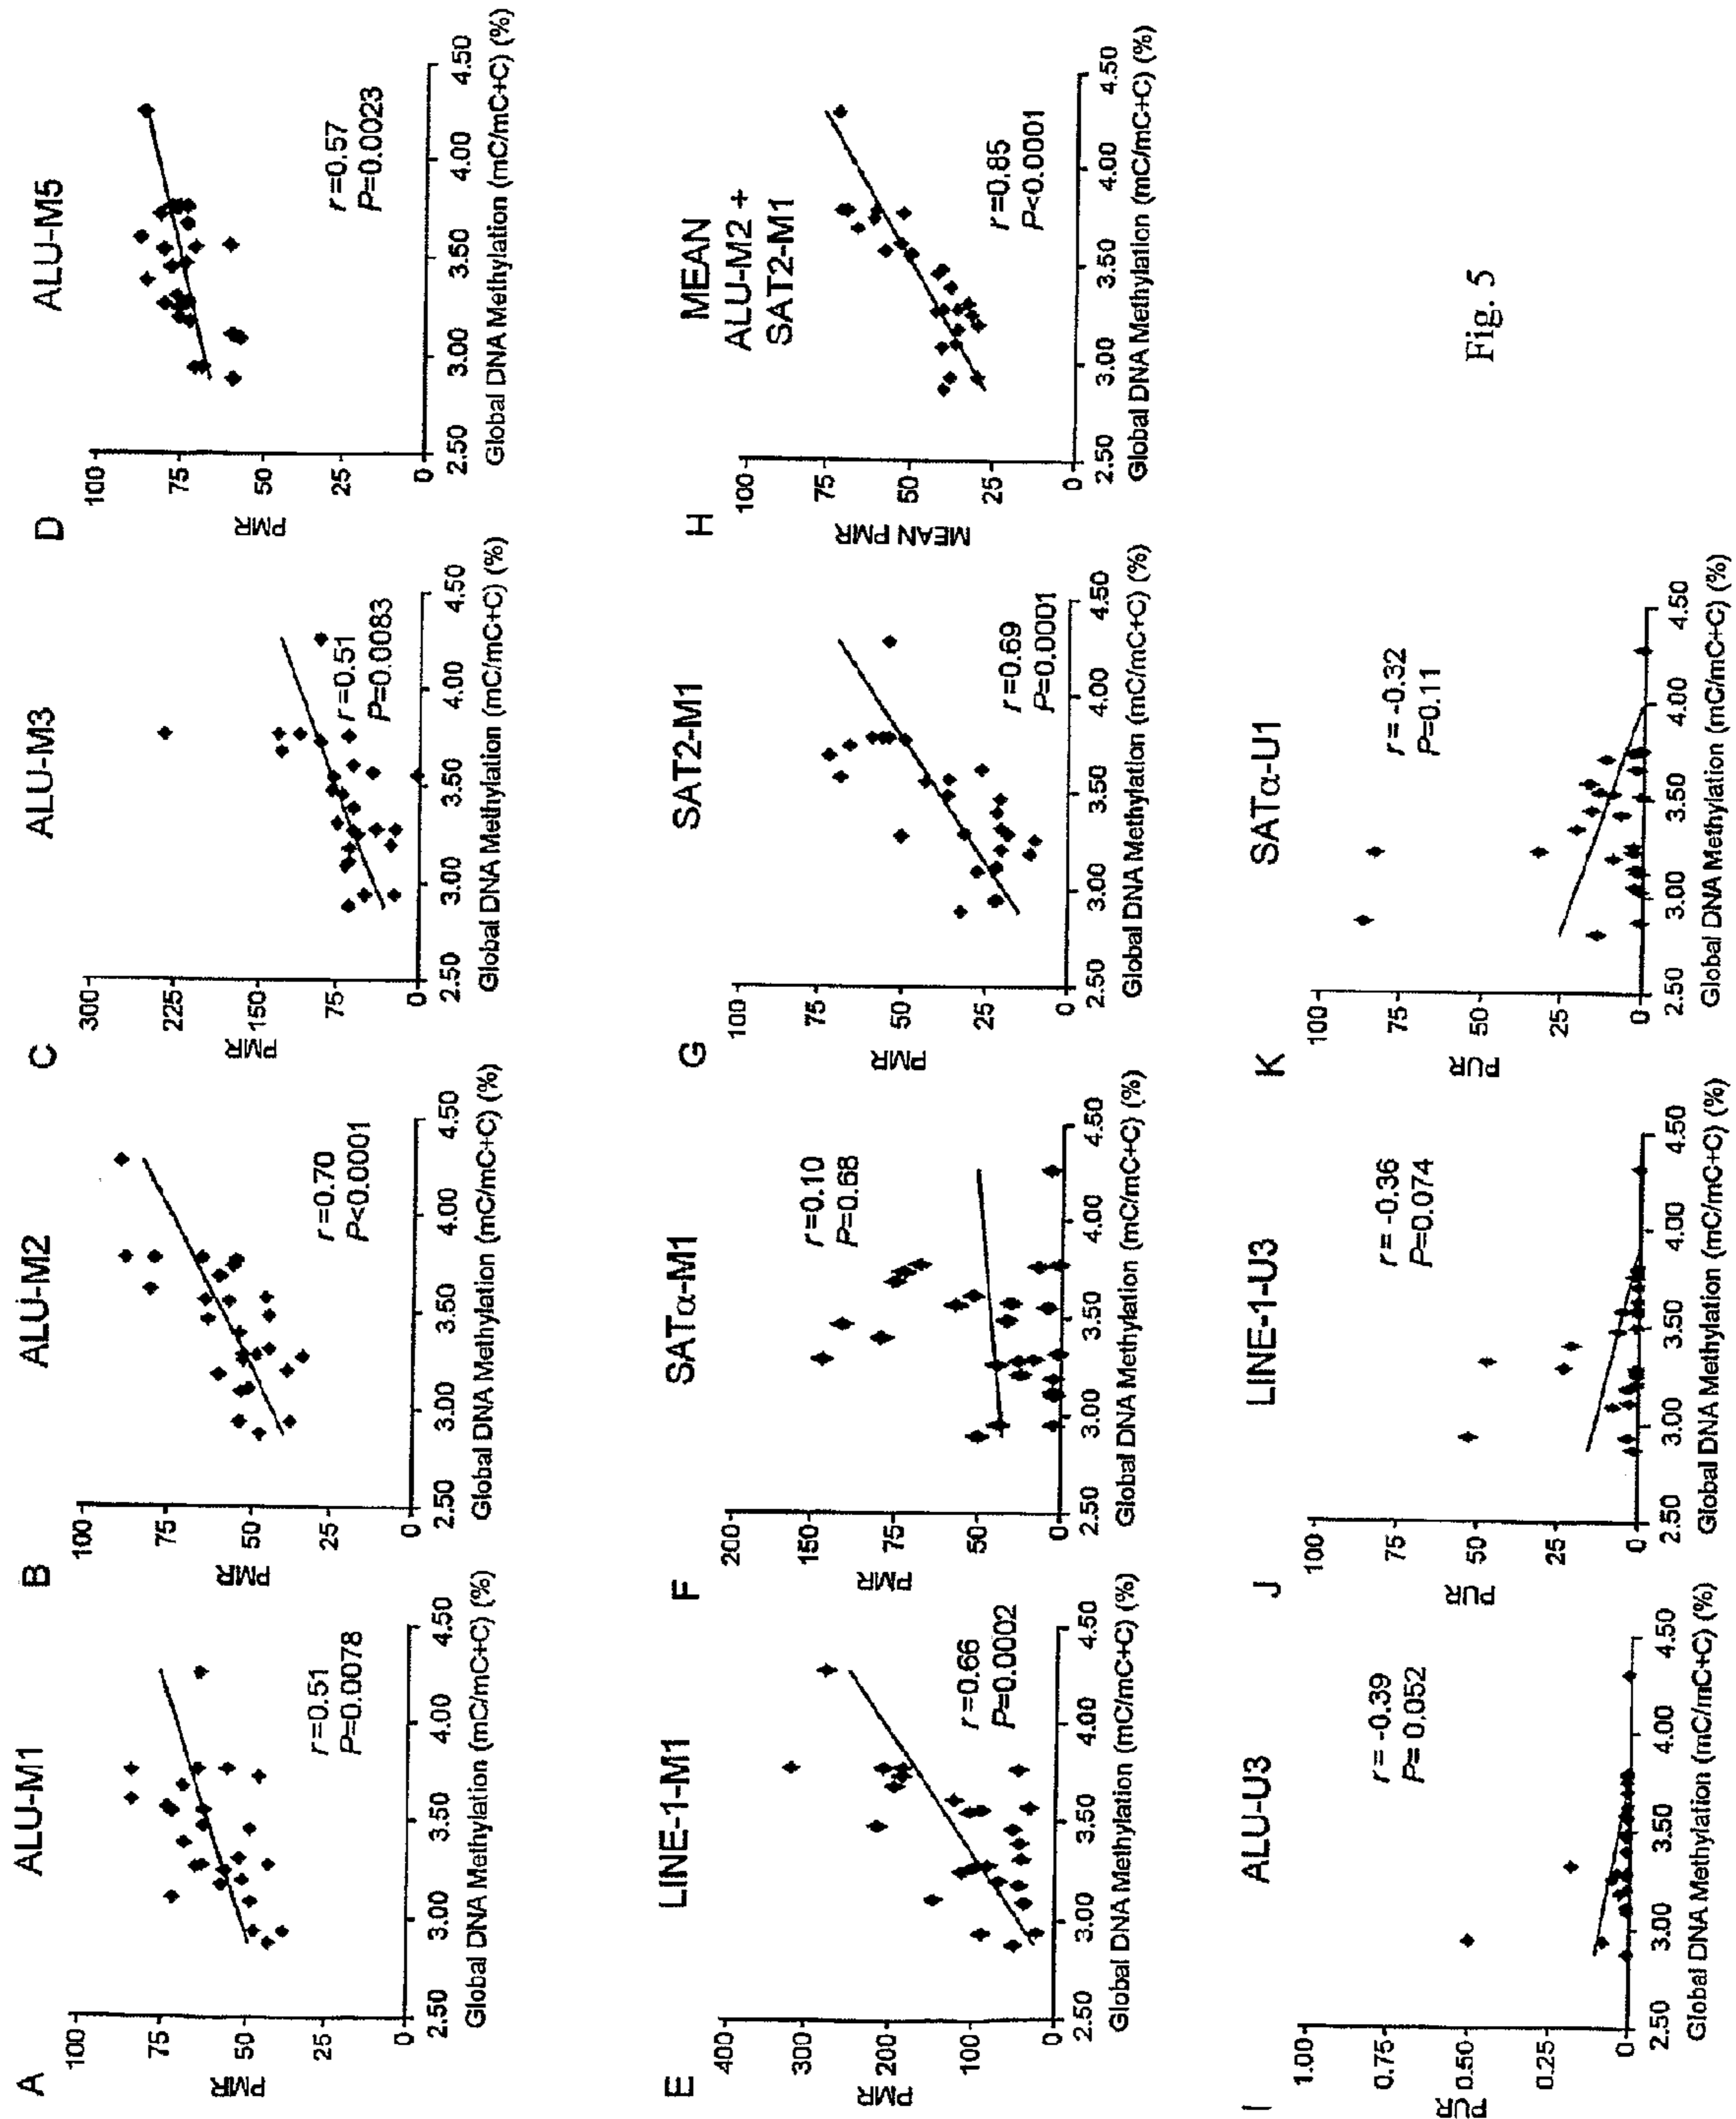 A
ALU-M1
100
75
50
25
0
PMR
r=0.51
P=0.0078
2.50 3.00 3.50 4.00 4.50
Global DNA Methylation (mC/mC+C) (%)
B
ALU-M2
100
75
50
25
0
PMR
r=0.70
P<0.0001
2.50 3.00 3.50 4.00 4.50
Global DNA Methylation (mC/mC+C) (%)
C
ALU-M3
300
225
150
75
0
PMR
r=0.51
P=0.0083
2.50 3.00 3.50 4.00 4.50
Global DNA Methylation (mC/mC+C) (%)
D
ALU-M5
100
75
50
25
0
PMR
r=0.57
P=0.0023
2.50 3.00 3.50 4.00 4.50
Global DNA Methylation (mC/mC+C) (%)
E
LINE-1-M1
400
300
200
100
0
PMR
r=0.66
P=0.0002
2.50 3.00 3.50 4.00 4.50
Global DNA Methylation (mC/mC+C) (%)
F
SATα-M1
200
150
75
50
0
PMR
r=0.10
P=0.68
2.50 3.00 3.50 4.00 4.50
Global DNA Methylation (mC/mC+C) (%)
G
SAT2-M1
100
75
50
25
0
PMR
r=0.69
P=0.0001
2.50 3.00 3.50 4.00 4.50
Global DNA Methylation (mC/mC+C) (%)
H
MEAN
ALU-M2 +
SAT2-M1
100
75
50
25
0
MEAN PMR
r=0.85
P<0.0001
2.50 3.00 3.50 4.00 4.50
Global DNA Methylation (mC/mC+C) (%)
I
ALU-U3
1.00
0.75
0.50
0.25
0
PUR
r = -0.39
P= 0.052
2.50 3.00 3.50 4.00 4.50
Global DNA Methylation (mC/mC+C) (%)
J
LINE-1-U3
100
75
50
25
0
PUR
r = -0.36
P=0.074
2.50 3.00 3.50 4.00 4.50
Global DNA Methylation (mC/mC+C) (%)
K
SATα-U1
100
75
50
25
0
PUR
r = -0.32
P=0.11
2.50 3.00 3.50 4.00 4.50
Global DNA Methylation (mC/mC+C) (%)
Fig. 5